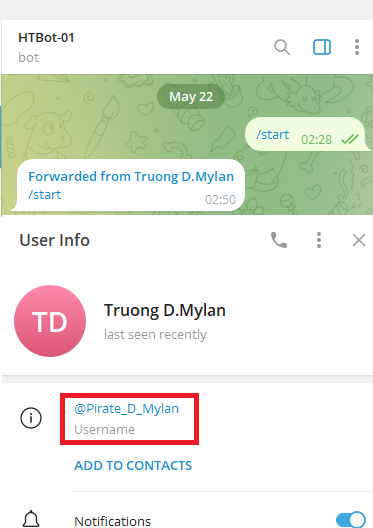 HTBot-01
bot
May 22
/start 02:28
Forwarded from Truong D.Mylan
/start 02:50
User Info
TD
Truong D.Mylan
last seen recently
@Pirate_D_Mylan
Username
ADD TO CONTACTS
Notifications